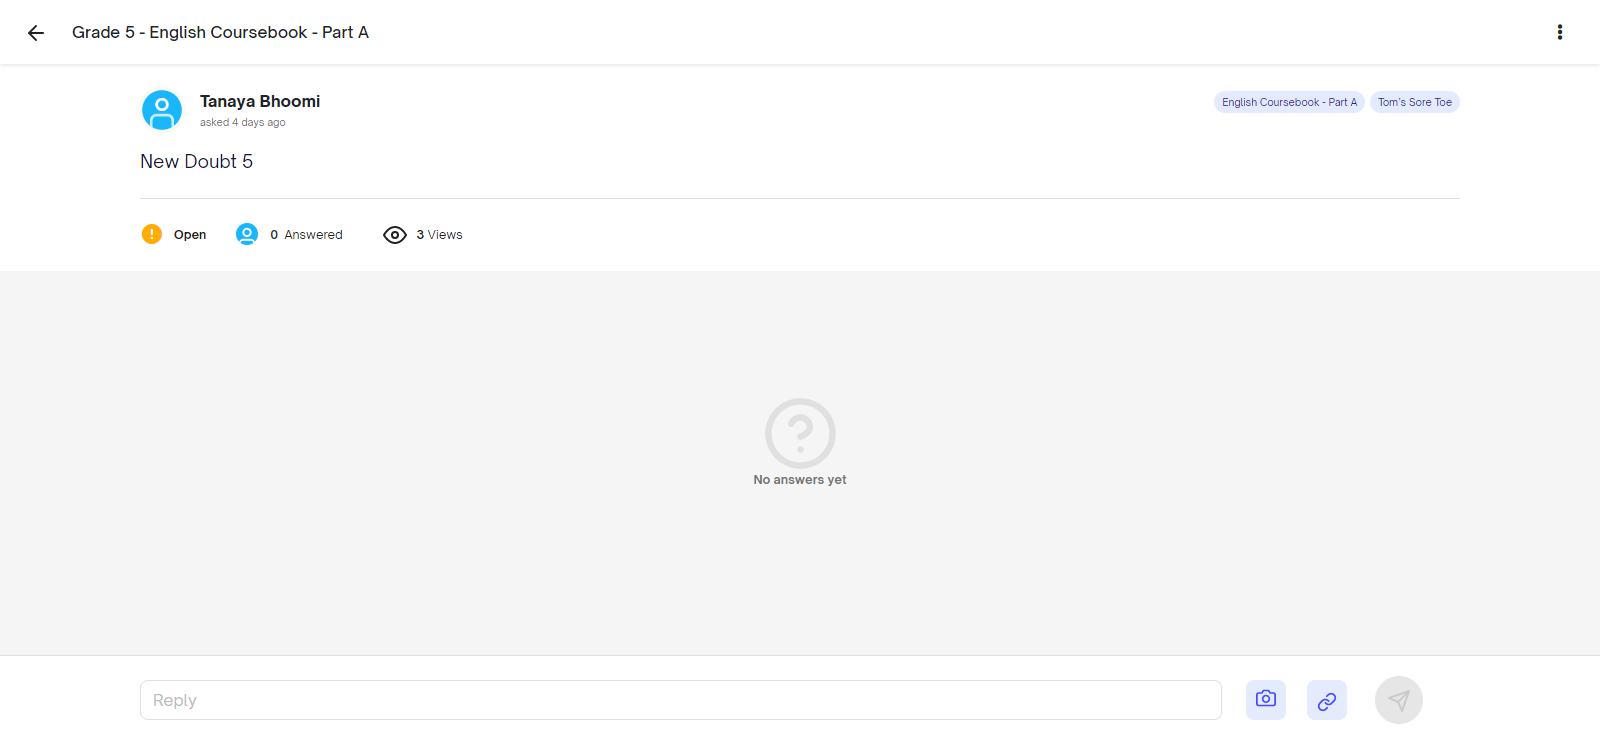 Grade 5 - English Coursebook - Part A
Tanaya Bhoomi
asked 4 days ago
English Coursebook - Part A
Tom's Sore Toe
New Doubt 5
Open
0 Answered
3 Views
No answers yet
Reply